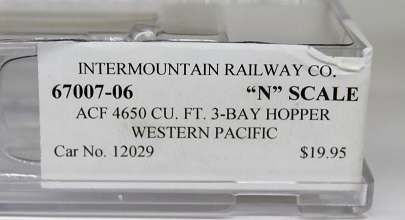 INTERMOUNTAIN RAILWAY CO.
67007-06 "N" SCALE
ACF 4650 CU. FT. 3-BAY HOPPER
WESTERN PACIFIC
Car No. 12029 $19.95